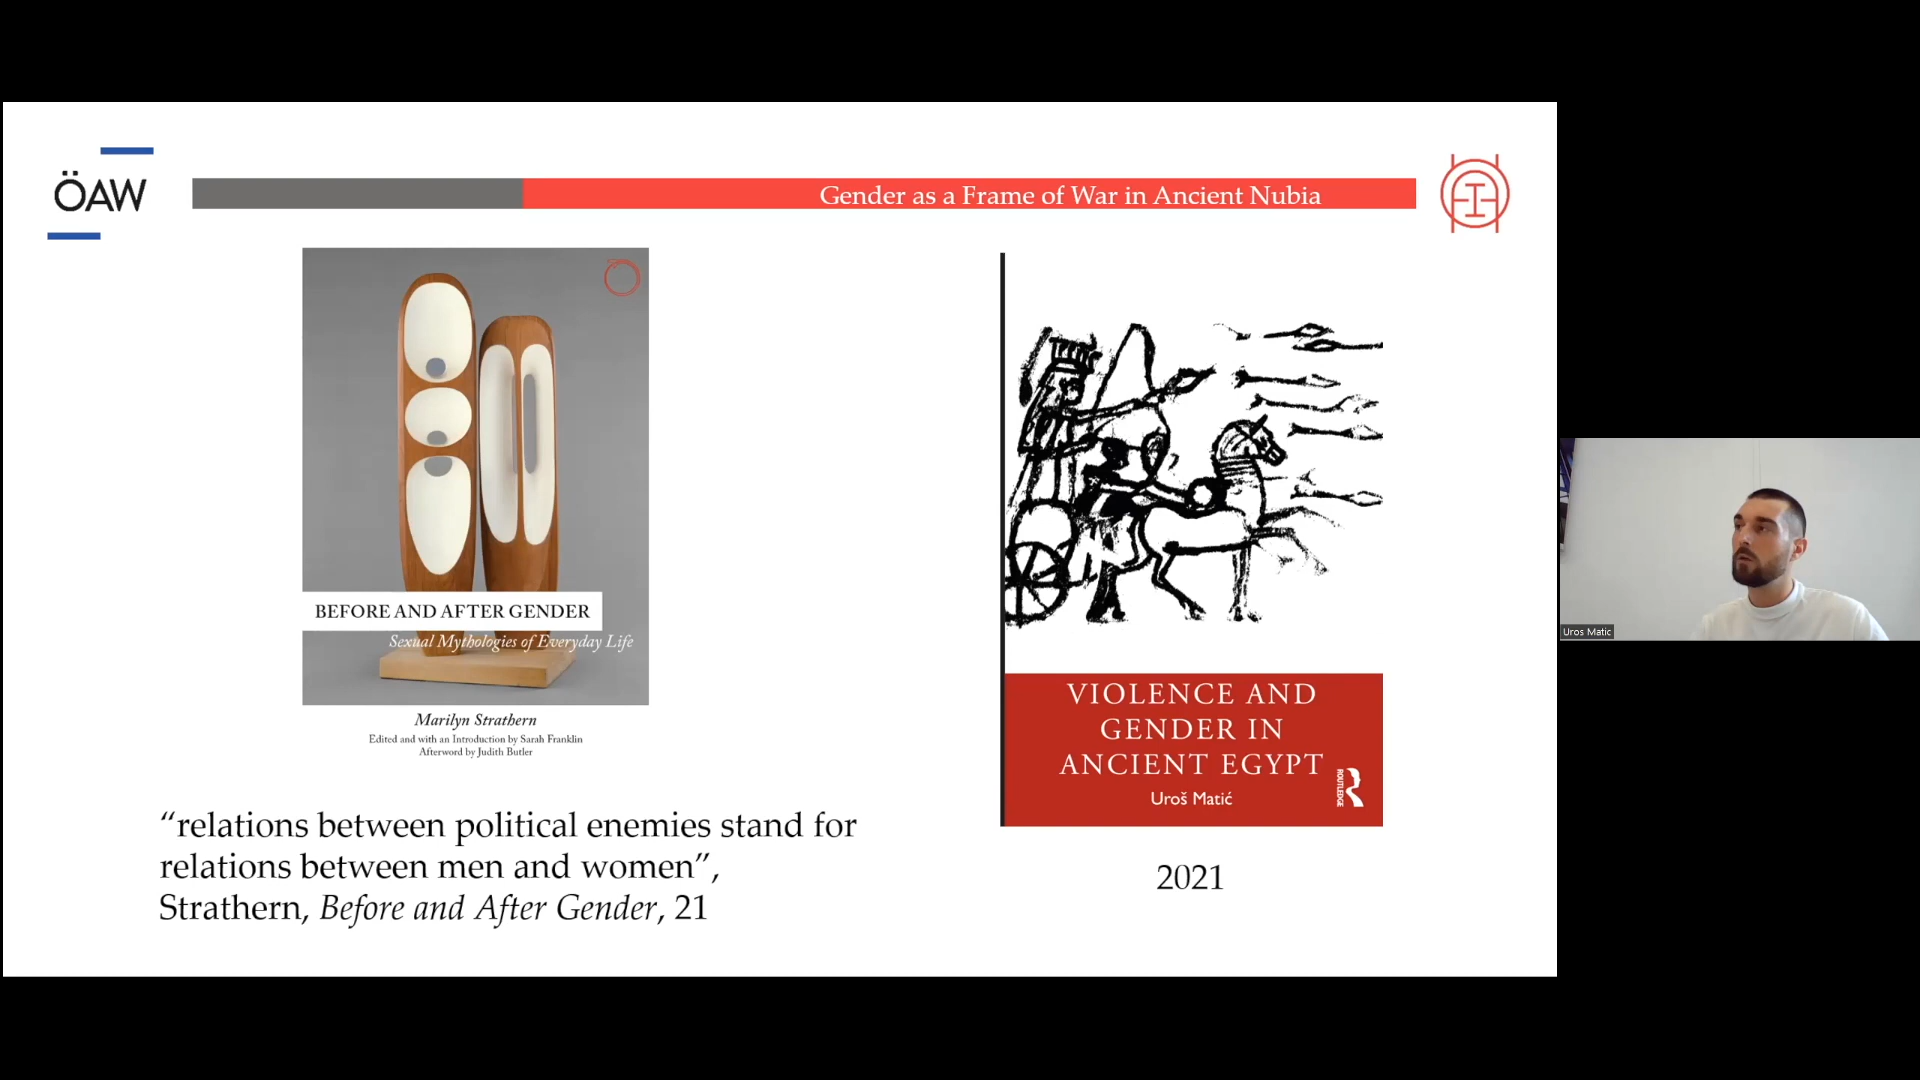 ÖAW
Gender as a Frame of War in Ancient Nubia
BEFORE AND AFTER GENDER
Sexual Mythologies of Everyday Life
Marilyn Strathern
Edited and with an Introduction by Sarah Franklin
Afterword by Judith Butler
“relations between political enemies stand for
relations between men and women”,
Strathern, Before and After Gender, 21
VIOLENCE AND
GENDER IN
ANCIENT EGYPT
Uroš Matić
ROUTLEDGE
2021
Uros Matic